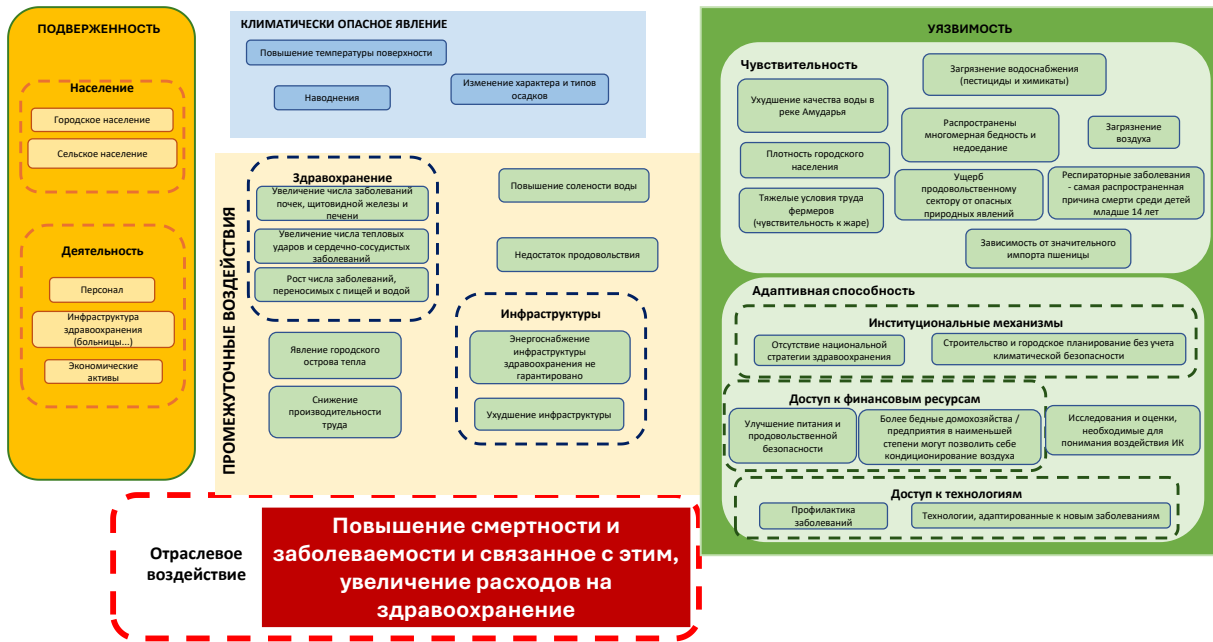 ПОДВЕРЖЕННОСТЬ
Население
Городское население
Сельское население
Деятельность
Персонал
Инфраструктура
здравоохранения
(больницы...)
Экономические
активы
КЛИМАТИЧЕСКИ ОПАСНОЕ ЯВЛЕНИЕ
Повышение температуры поверхности
Наводнения
Изменение характера и типов
осадков
ПРОМЕЖУТОЧНЫЕ ВОЗДЕЙСТВИЯ
Здравохранение
Увеличение числа заболеваний
почек, щитовидной железы и
печени
Увеличение числа тепловых
ударов и сердечно-сосудистых
заболеваний
Рост числа заболеваний,
переносимых с пищей и водой
Явление городского
острова тепла
Снижение
производительности
труда
Повышение солености воды
Недостаток продовольствия
Инфраструктуры
Энергоснабжение
инфраструктуры
здравоохранения не
гарантировано
Ухудшение инфраструктуры
УЯЗВИМОСТЬ
Чувствительность
Загрязнение водоснабжения
(пестициды и химикаты)
Ухудшение качества воды в
реке Амударья
Распространены
многомерная бедность и
недоедание
Загрязнение
воздуха
Плотность городского
населения
Ущерб
продовольственному
сектору от опасных
природных явлений
Респираторные заболевания
- самая распространенная
причина смерти среди детей
младше 14 лет
Тяжелые условия труда
фермеров
(чувствительность к жаре)
Зависимость от значительного
импорта пшеницы
Адаптивная способность
Институциональные механизмы
Отсутствие национальной
стратегии здравоохранения
Строительство и городское планирование без учета
климатической безопасности
Доступ к финансовым ресурсам
Улучшение питания и
продовольственной
безопасности
Более бедные домохозяйства /
предприятия в наименьшей
степени могут позволить себе
кондиционирование воздуха
Исследования и оценки,
необходимые для
понимания воздействия ИК
Доступ к технологиям
Профилактика
заболеваний
Технологии, адаптированные к новым заболеваниям
Отраслевое
воздействие
Повышение смертности и
заболеваемости и связанное с этим,
увеличение расходов на
здравоохранение